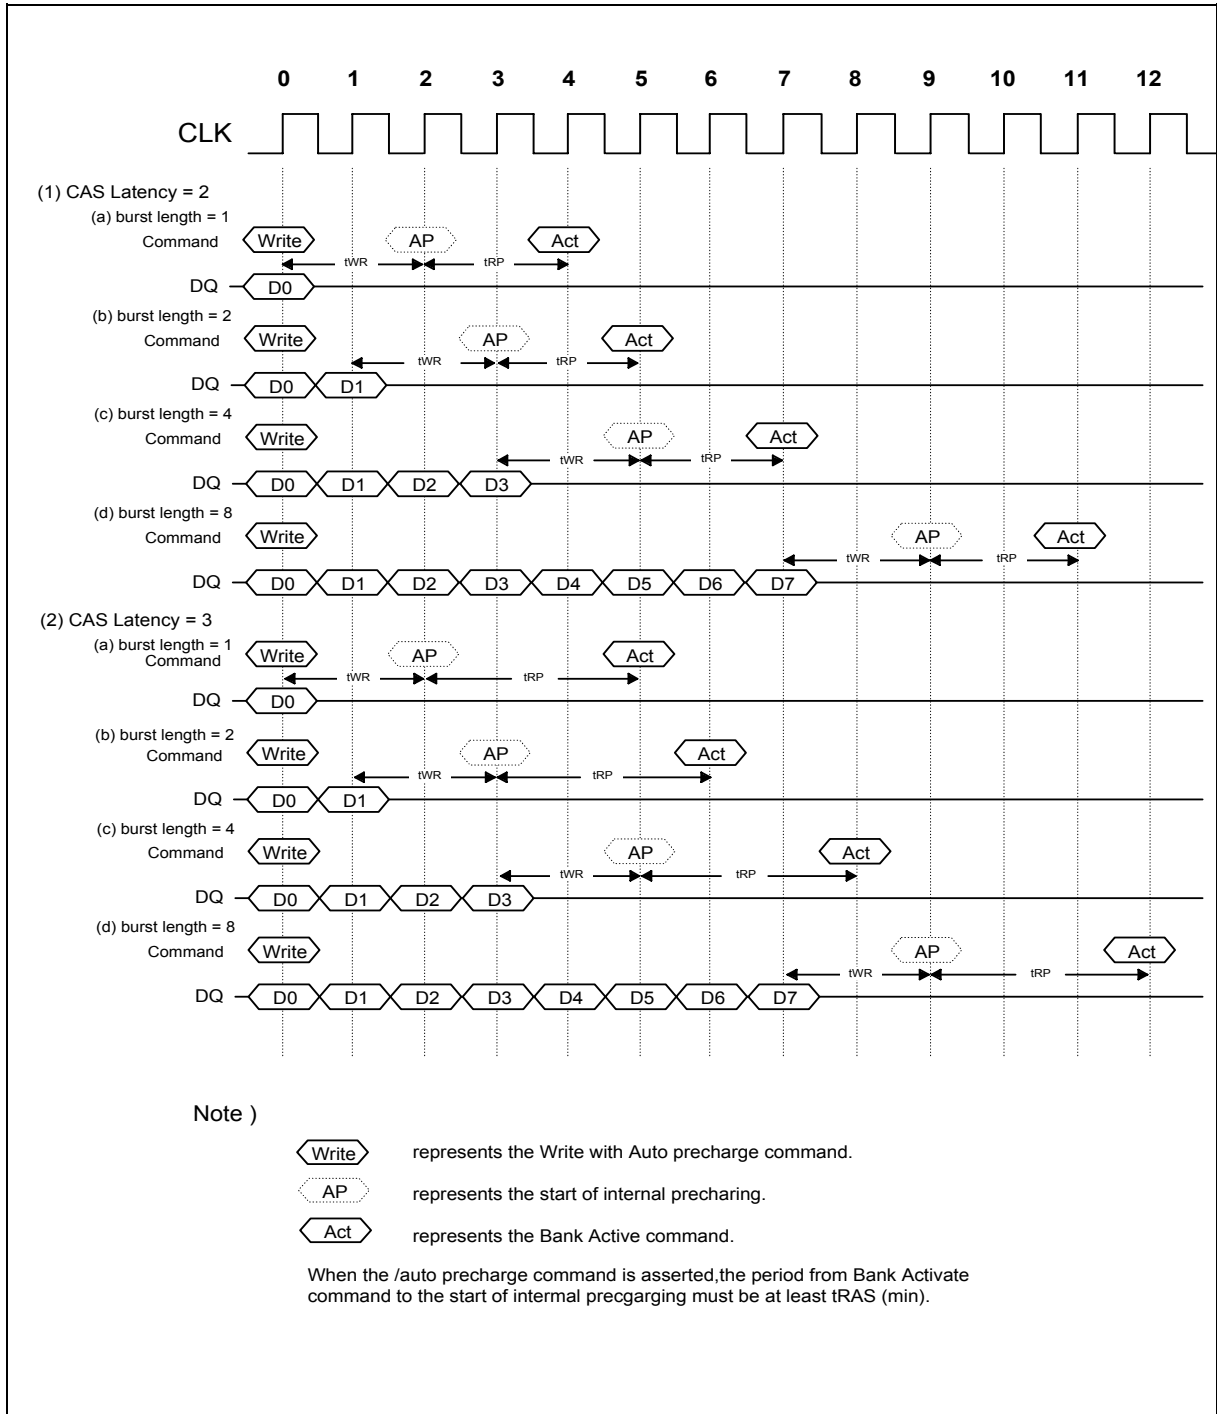 0 1 2 3 4 5 6 7 8 9 10 11 12
CLK
(1) CAS Latency = 2
(a) burst length = 1
Command Write AP Act
tWR tRP
DQ D0
(b) burst length = 2
Command Write AP Act
tWR tRP
DQ D0 D1
(c) burst length = 4
Command Write AP Act
tWR tRP
DQ D0 D1 D2 D3
(d) burst length = 8
Command Write AP Act
tWR tRP
DQ D0 D1 D2 D3 D4 D5 D6 D7
(2) CAS Latency = 3
(a) burst length = 1
Command Write AP Act
tWR tRP
DQ D0
(b) burst length = 2
Command Write AP Act
tWR tRP
DQ D0 D1
(c) burst length = 4
Command Write AP Act
tWR tRP
DQ D0 D1 D2 D3
(d) burst length = 8
Command Write AP Act
tWR tRP
DQ D0 D1 D2 D3 D4 D5 D6 D7
Note )
Write represents the Write with Auto precharge command.
AP represents the start of internal precharing.
Act represents the Bank Active command.
When the /auto precharge command is asserted,the period from Bank Activate
command to the start of intermal precgarging must be at least tRAS (min).